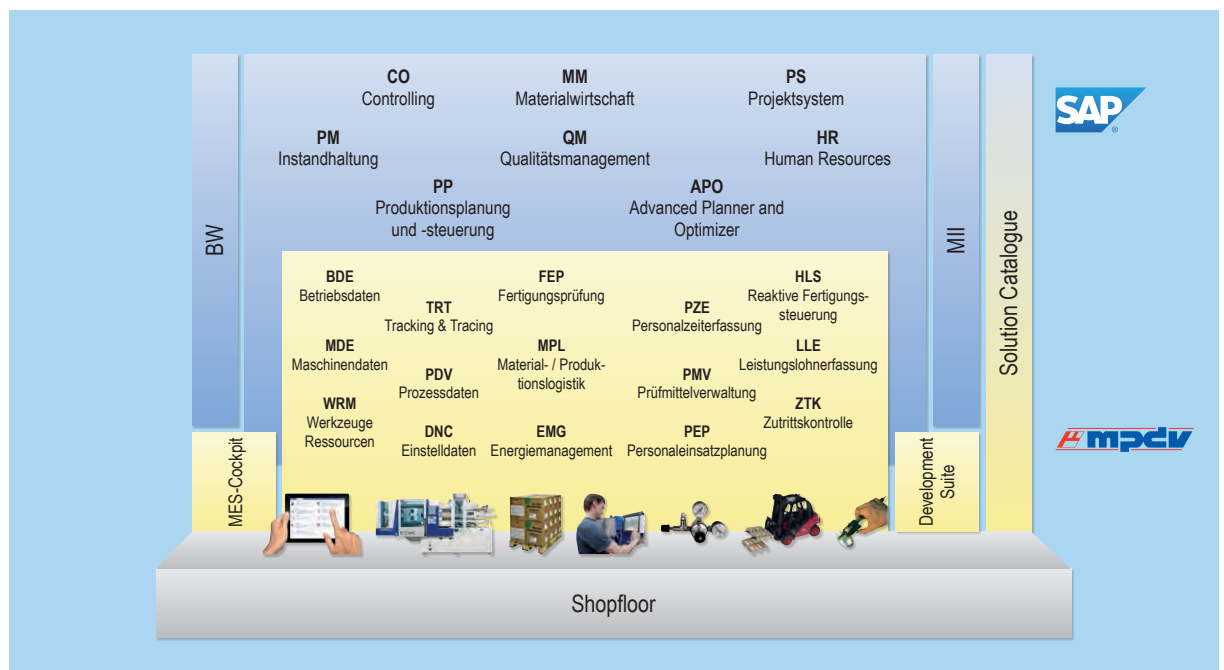 CO
Controlling
MM
Materialwirtschaft
PS
Projektsystem
PM
Instandhaltung
QM
Qualitätsmanagement
HR
Human Resources
PP
Produktionsplanung
und -steuerung
APO
Advanced Planner and
Optimizer
BW
MII
Solution Catalogue
SAP
®
BDE
Betriebsdaten
TRT
Tracking & Tracing
FEP
Fertigungsprüfung
PZE
Personalzeiterfassung
HLS
Reaktive Fertigungs-
steuerung
MDE
Maschinendaten
PDV
Prozessdaten
MPL
Material- / Produk-
tionslogistik
PMV
Prüfmittelverwaltung
LLE
Leistungslohnerfassung
WRM
Werkzeuge
Ressourcen
DNC
Einstelldaten
EMG
Energiemanagement
PEP
Personaleinsatzplanung
ZTK
Zutrittskontrolle
MES-Cockpit
Development
Suite
mpdv
Shopfloor